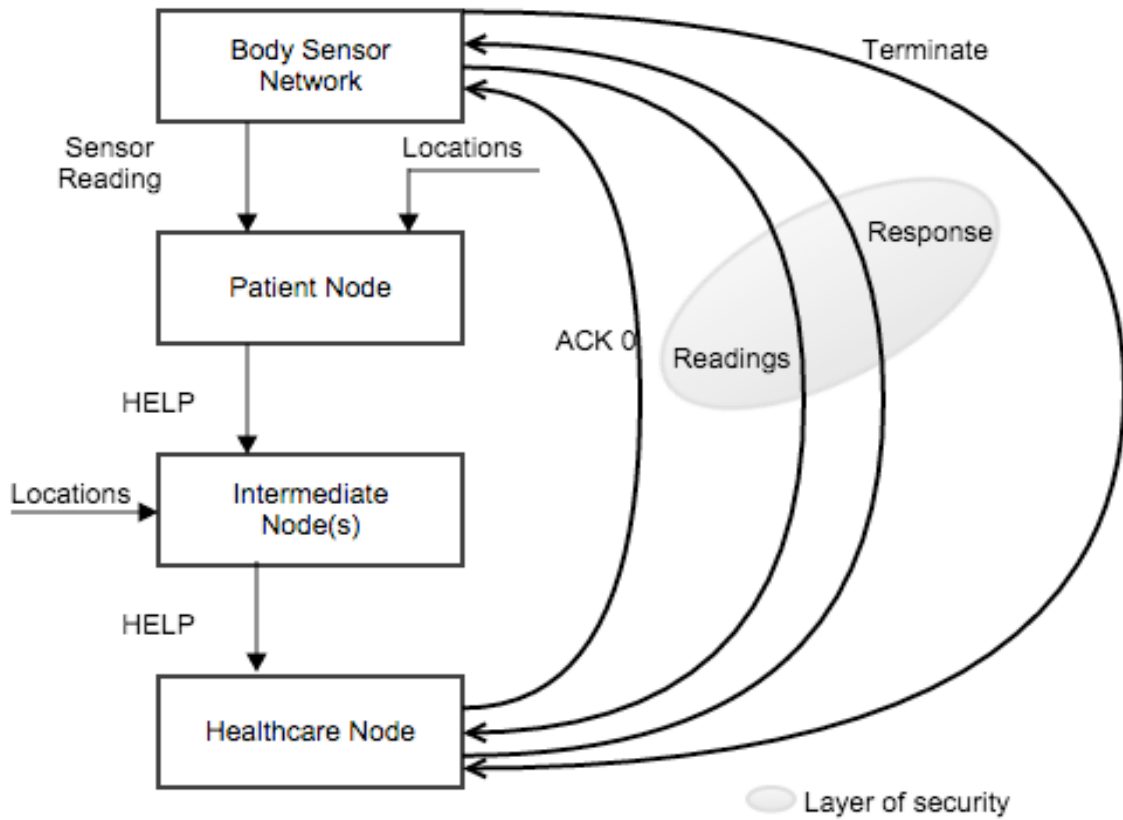 Body Sensor
Network
Terminate
Sensor
Reading
Locations
Response
Patient Node
ACK 0
Readings
HELP
Locations
Intermediate
Node(s)
HELP
Healthcare Node
Layer of security